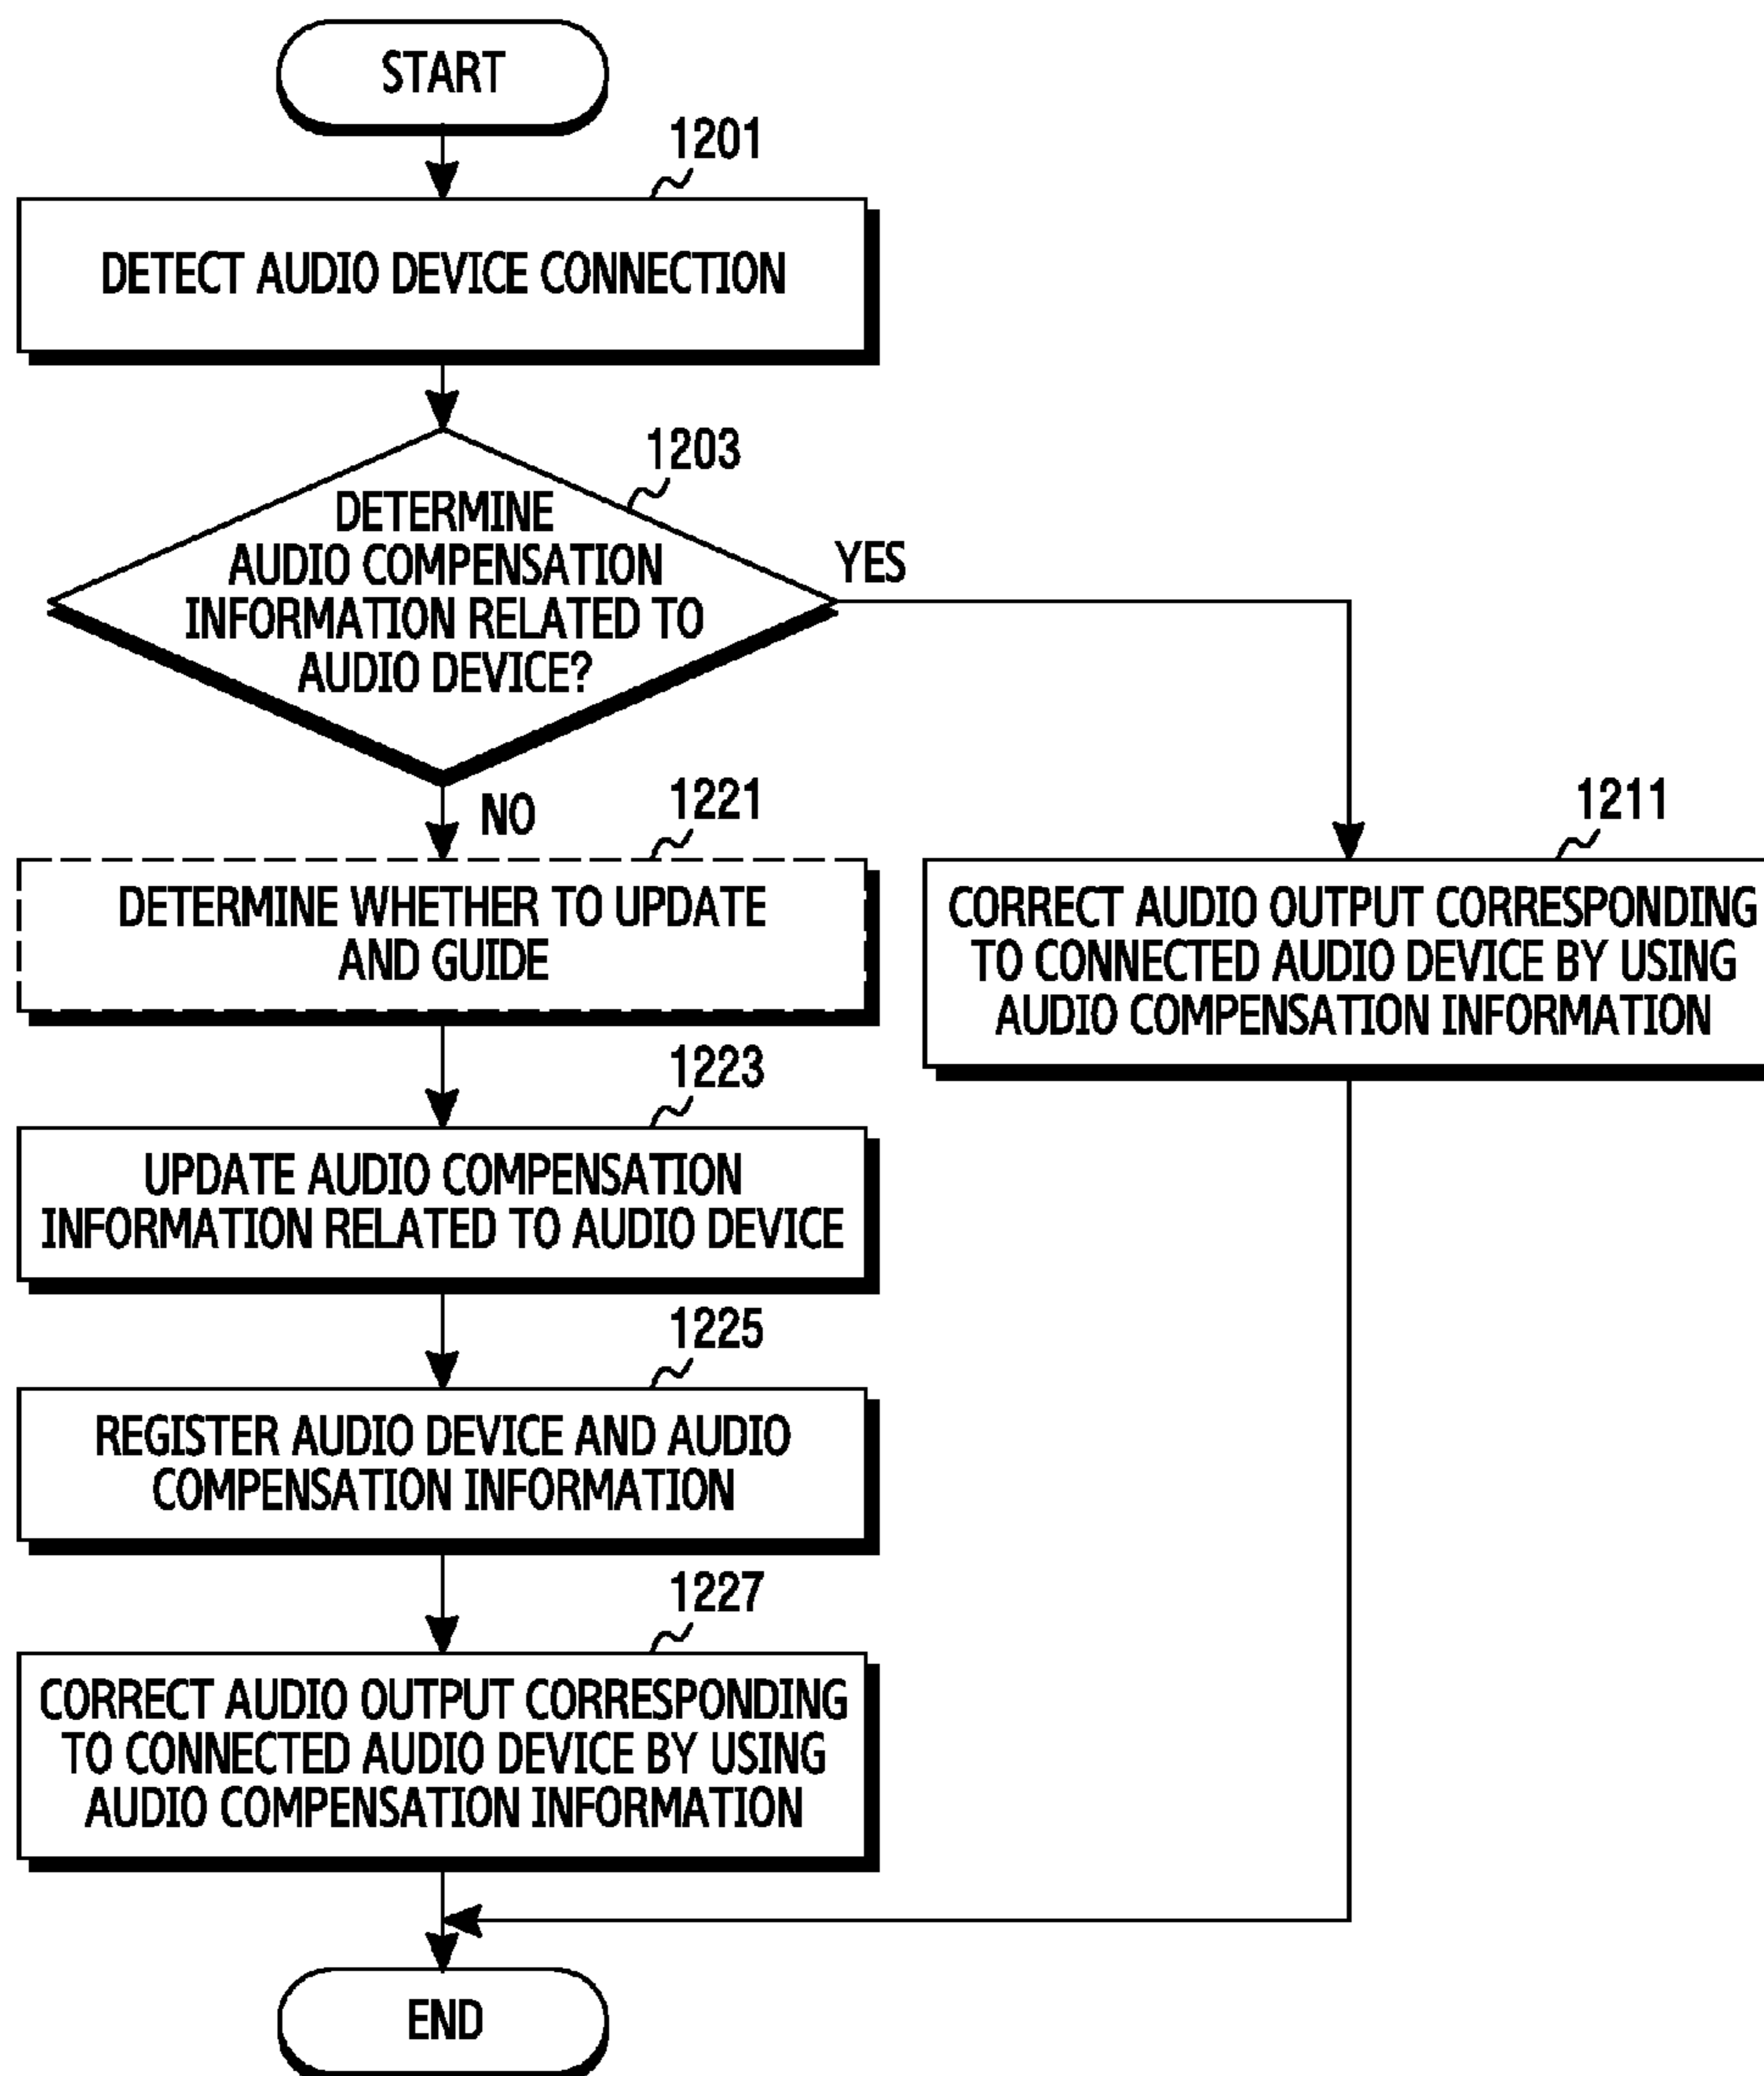 START
1201
DETECT AUDIO DEVICE CONNECTION
1203
DETERMINE
AUDIO COMPENSATION
INFORMATION RELATED TO
AUDIO DEVICE?
YES
NO
1221
DETERMINE WHETHER TO UPDATE
AND GUIDE
1211
CORRECT AUDIO OUTPUT CORRESPONDING
TO CONNECTED AUDIO DEVICE BY USING
AUDIO COMPENSATION INFORMATION
1223
UPDATE AUDIO COMPENSATION
INFORMATION RELATED TO AUDIO DEVICE
1225
REGISTER AUDIO DEVICE AND AUDIO
COMPENSATION INFORMATION
1227
CORRECT AUDIO OUTPUT CORRESPONDING
TO CONNECTED AUDIO DEVICE BY USING
AUDIO COMPENSATION INFORMATION
END